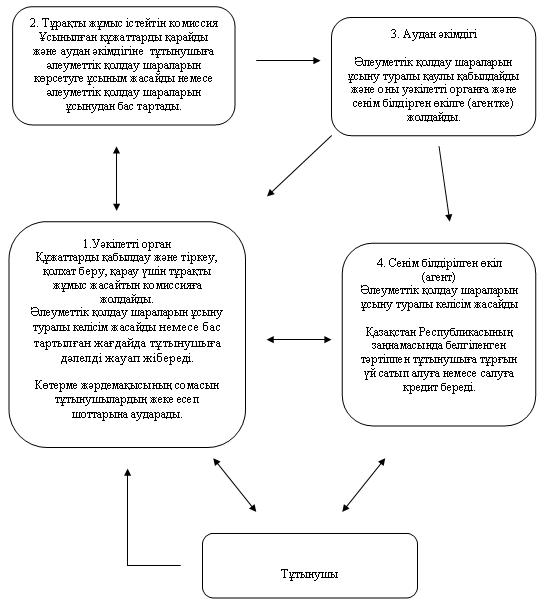 2. Тұрақты жұмыс істейтін комиссия
Ұсынылған құжаттарды қарайды
және аудан әкімдігіне тұтынушыға
әлеуметтік қолдау шараларын
көрсетуге ұсыным жасайды немесе
әлеуметтік қолдау шараларын
ұсынудан бас тартады.
3. Аудан әкімдігі
Әлеуметтік қолдау шараларын
ұсыну туралы қаулы қабылдайды
және оны уәкілетті органға және
сенім білдірген өкілге (агентке)
жолдайды.
1.Уәкілетті орган
Құжаттарды қабылдау және тіркеу,
қолхат беру, қарау үшін тұрақты
жұмыс жасайтын комиссияға
жолдайды.
Әлеуметтік қолдау шараларын ұсыну
туралы келісім жасайды немесе бас
тартылған жағдайда тұтынушыға
дәлелді жауап жібереді.
Көтерме жәрдемақысының сомасын
тұтынушылардың жеке есеп
шоттарына аударады.
4. Сенім білдірілген өкіл
(агент)
Әлеуметтік қолдау шараларын
ұсыну туралы келісім жасайды
Қазақстан Республикасының
заңнамасында белгіленген
тәртіппен тұтынушыға тұрғын
үй сатып алуға немесе салуға
кредит береді.
Тұтынушы